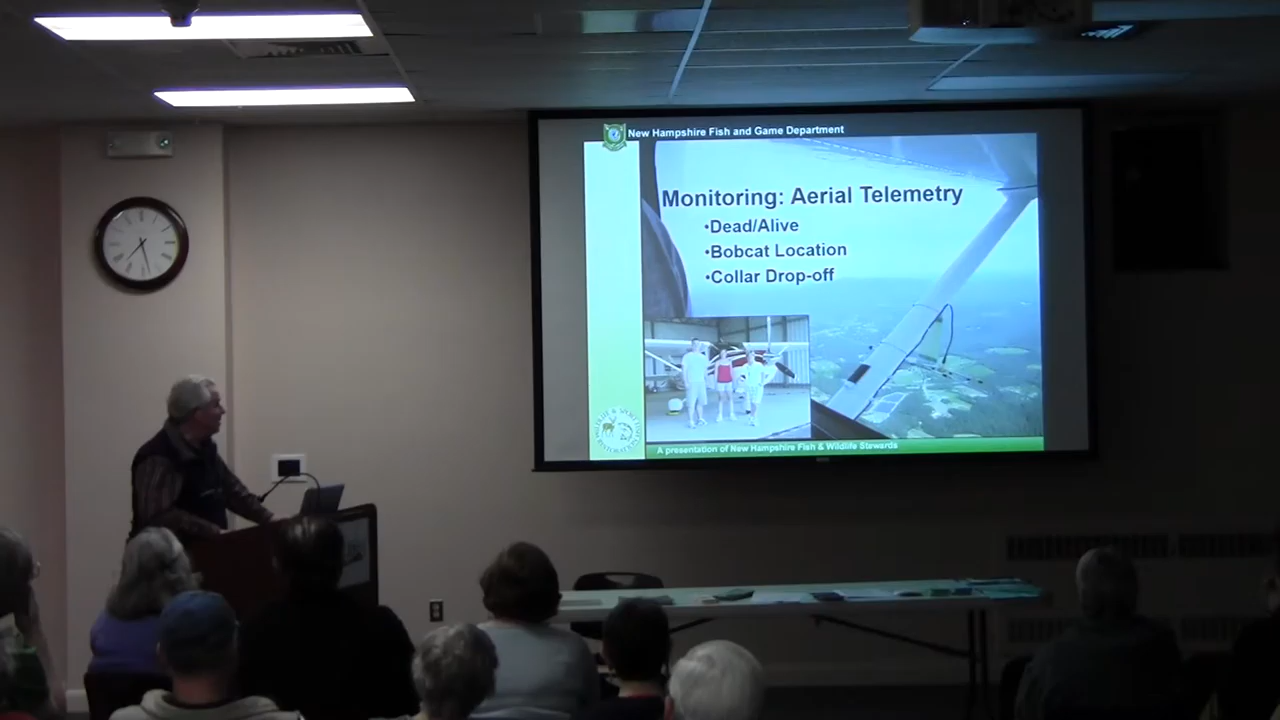 New Hampshire Fish and Game Department
Monitoring: Aerial Telemetry
•Dead/Alive
•Bobcat Location
•Collar Drop-off
A presentation of New Hampshire Fish & Wildlife Stewards